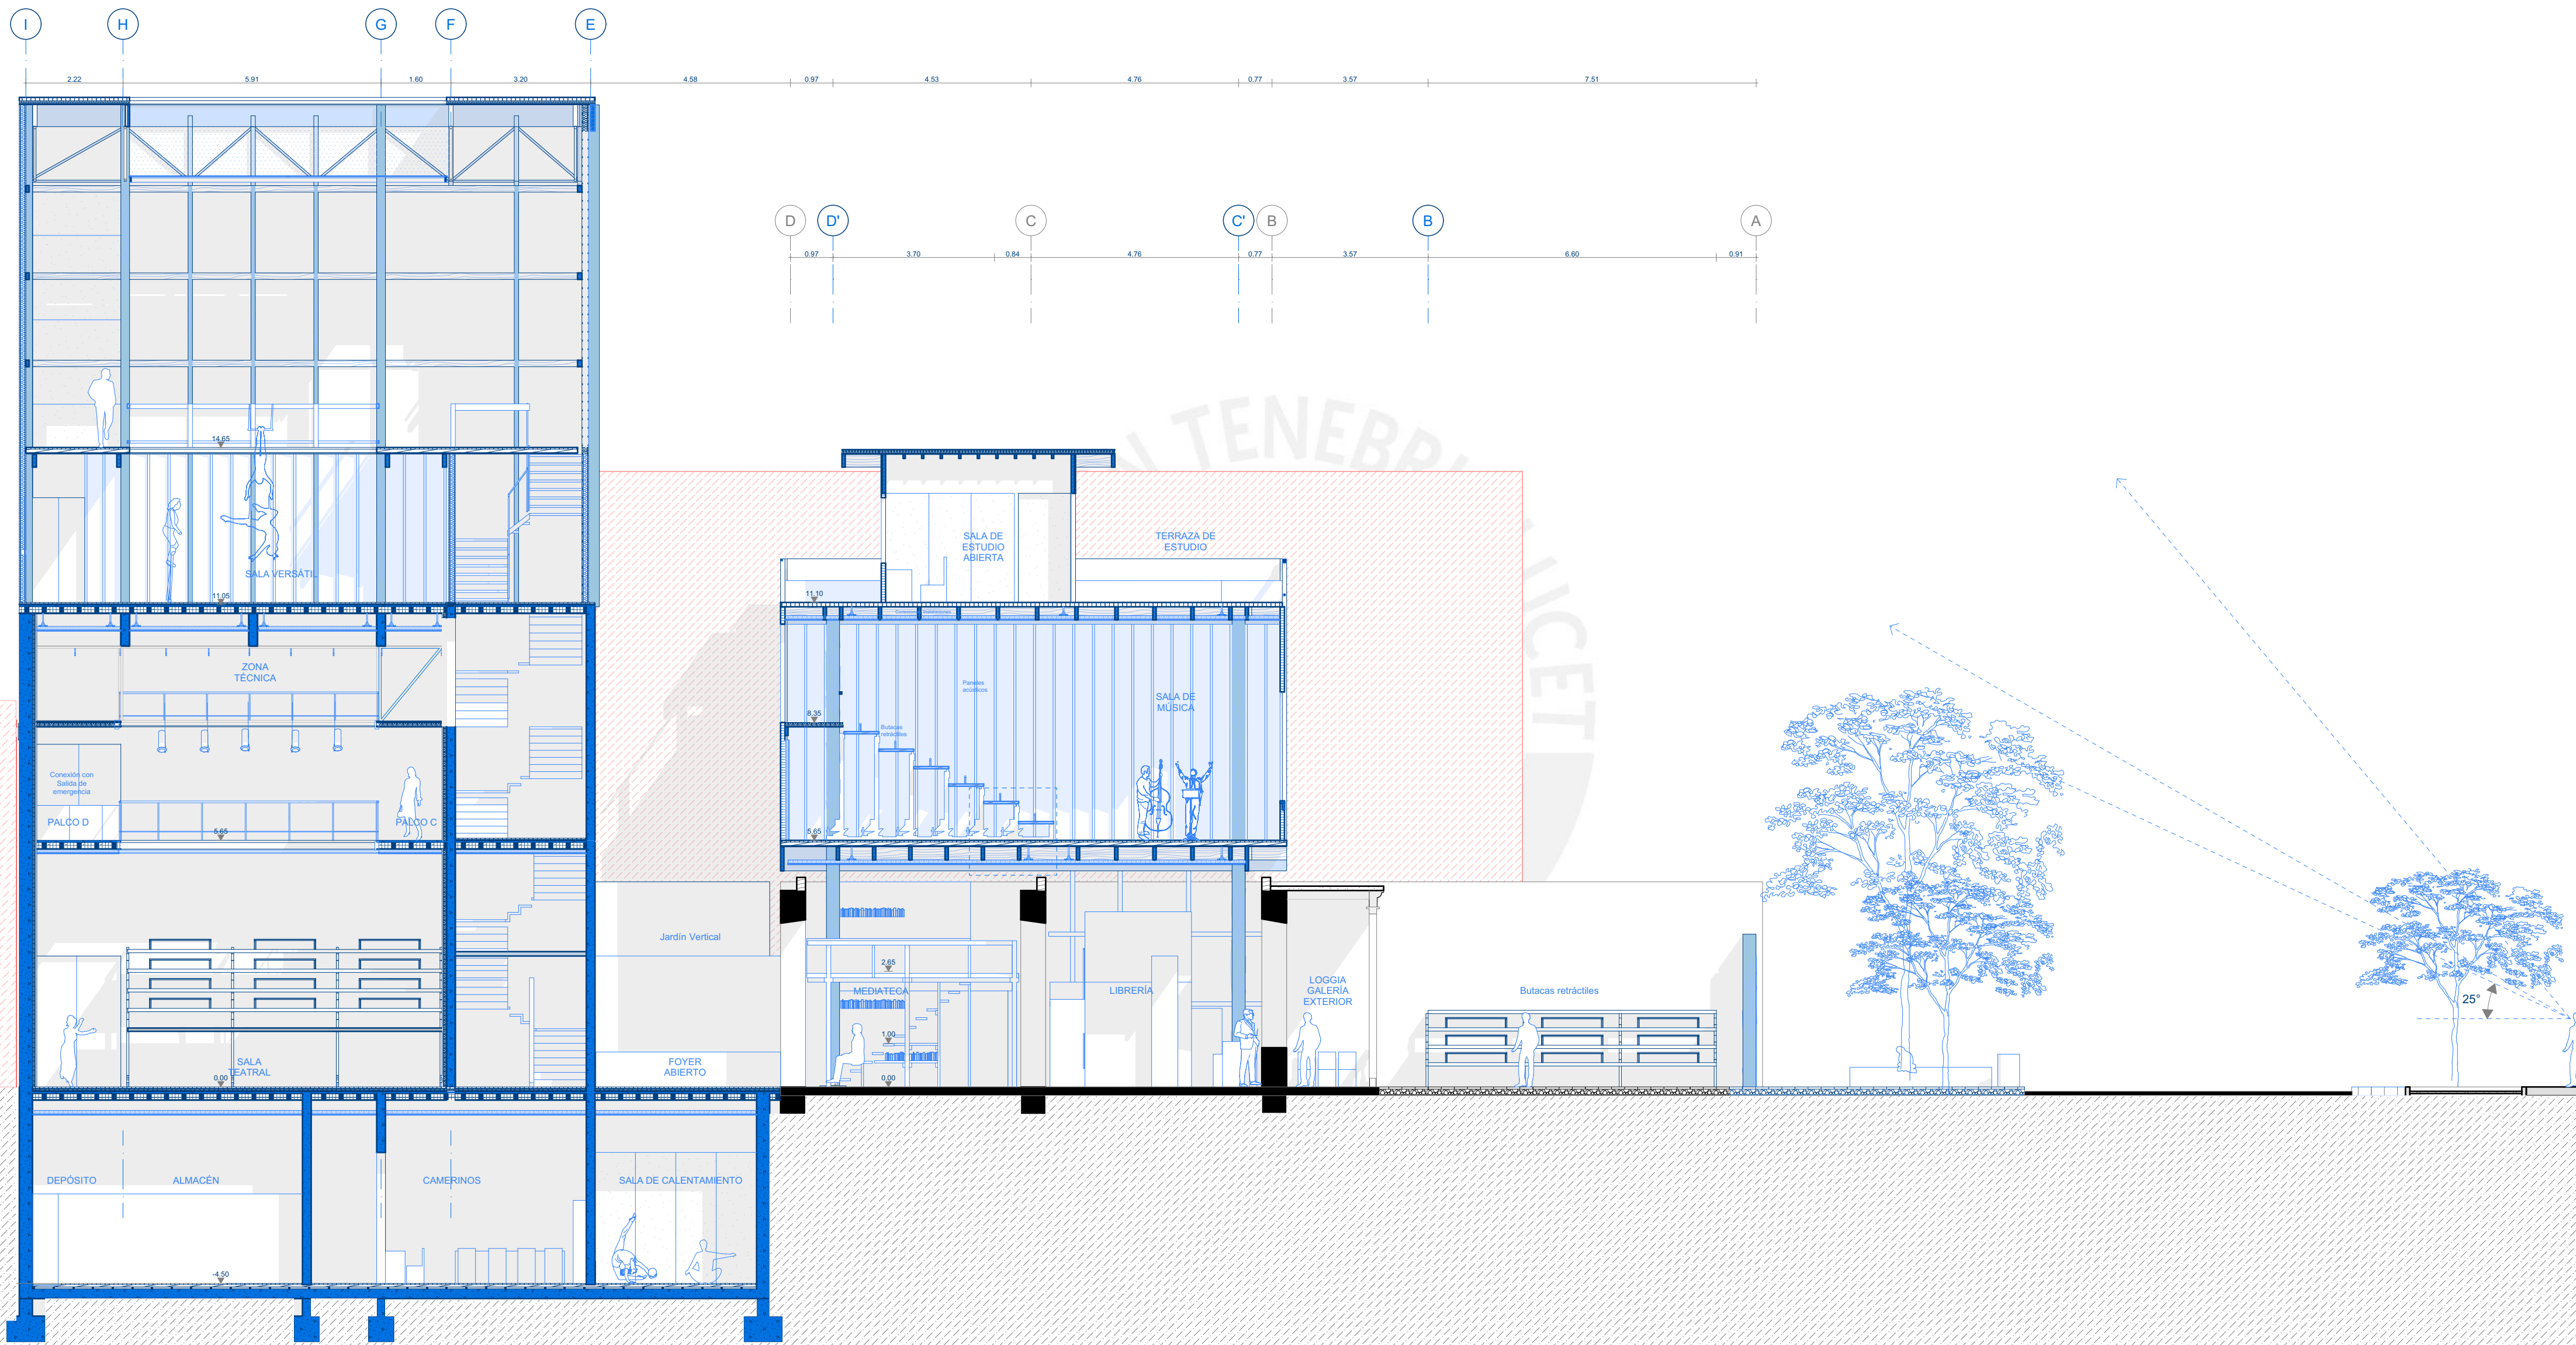 I H G F E
2.22 5.91 1.60 3.20 4.58 0.97 4.53 4.76 0.77 3.57 7.51
D D' C C' B B A
0.97 3.70 0.84 4.76 0.77 3.57 6.60 0.91
TENEBRI
14.65
SALA DE
ESTUDIO
ABIERTA
TERRAZA DE
ESTUDIO
SALA VERSÁTIL
11.05
11.10
ZONA
TÉCNICA
Paneles
acústicos
SALA DE
MÚSICA
8.35
Butacas
retráctiles
Conexión con
Salida de
emergencia
PALCO D
PALCO C
5.65
5.65
Jardín Vertical
2.65
MEDIATECA
LIBRERÍA
LOGGIA
GALERÍA
EXTERIOR
Butacas retráctiles
25°
1.00
SALA
TEATRAL
FOYER
ABIERTO
0.00
0.00
DEPÓSITO
ALMACÉN
CAMERINOS
SALA DE CALENTAMIENTO
-4.50